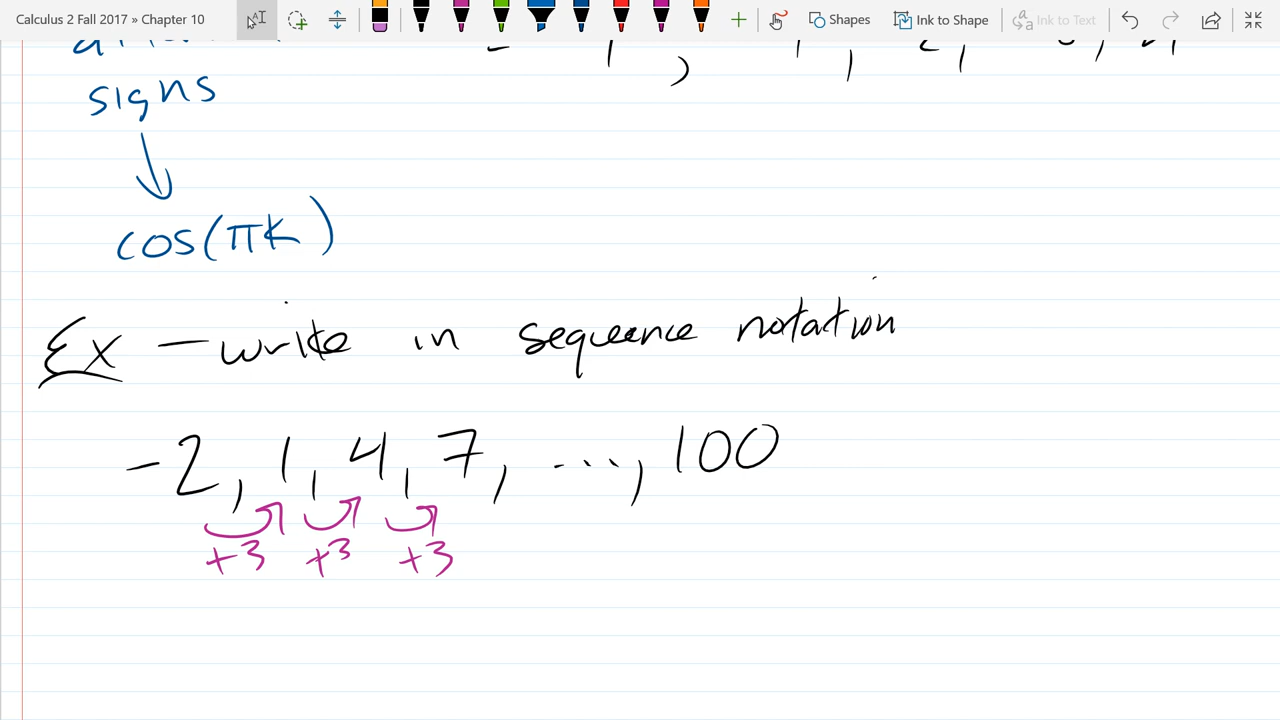 Calculus 2 Fall 2017 » Chapter 10
Shapes Ink to Shape Ink to Text
signs
cos(πk)
Ex — write in sequence notation
-2, 1, 4, 7, ..., 100
+3 +3 +3